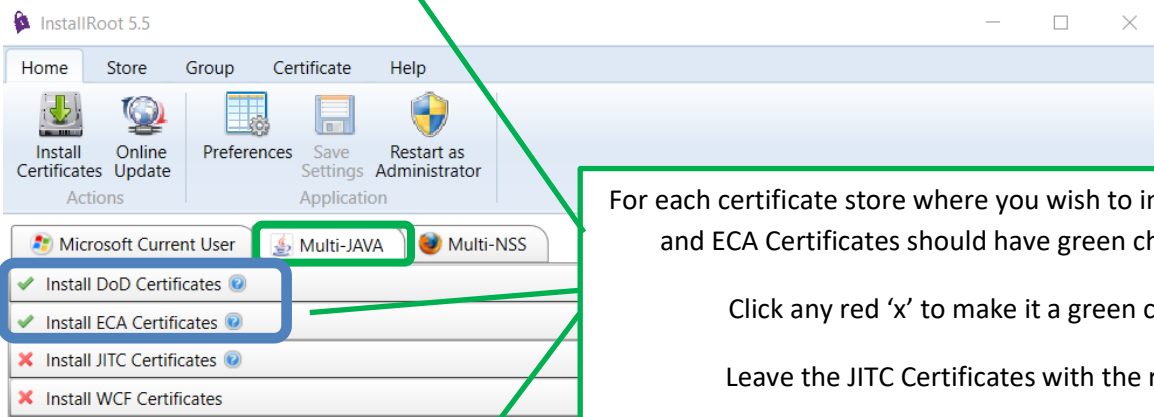 InstallRoot 5.5
Home Store Group Certificate Help
Install Certificates
Online Update
Preferences
Save Settings
Restart as Administrator
Actions
Application
Microsoft Current User
Multi-JAVA
Multi-NSS
Install DoD Certificates
Install ECA Certificates
Install JITC Certificates
Install WCF Certificates
For each certificate store where you wish to
and ECA Certificates should have green
Click any red ‘x’ to make it a green
Leave the JITC Certificates with the